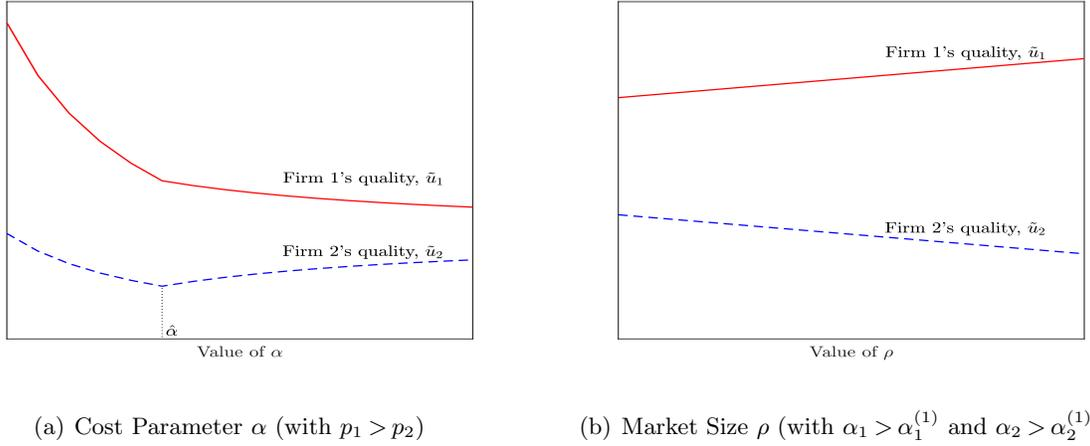 Firm 1's quality, ũ₁
Firm 2's quality, ũ₂
α̂
Value of α
(a) Cost Parameter α (with p₁ > p₂)
Firm 1's quality, ũ₁
Firm 2's quality, ũ₂
Value of ρ
(b) Market Size ρ (with α₁ > α₁⁽¹⁾ and α₂ > α₂⁽¹⁾